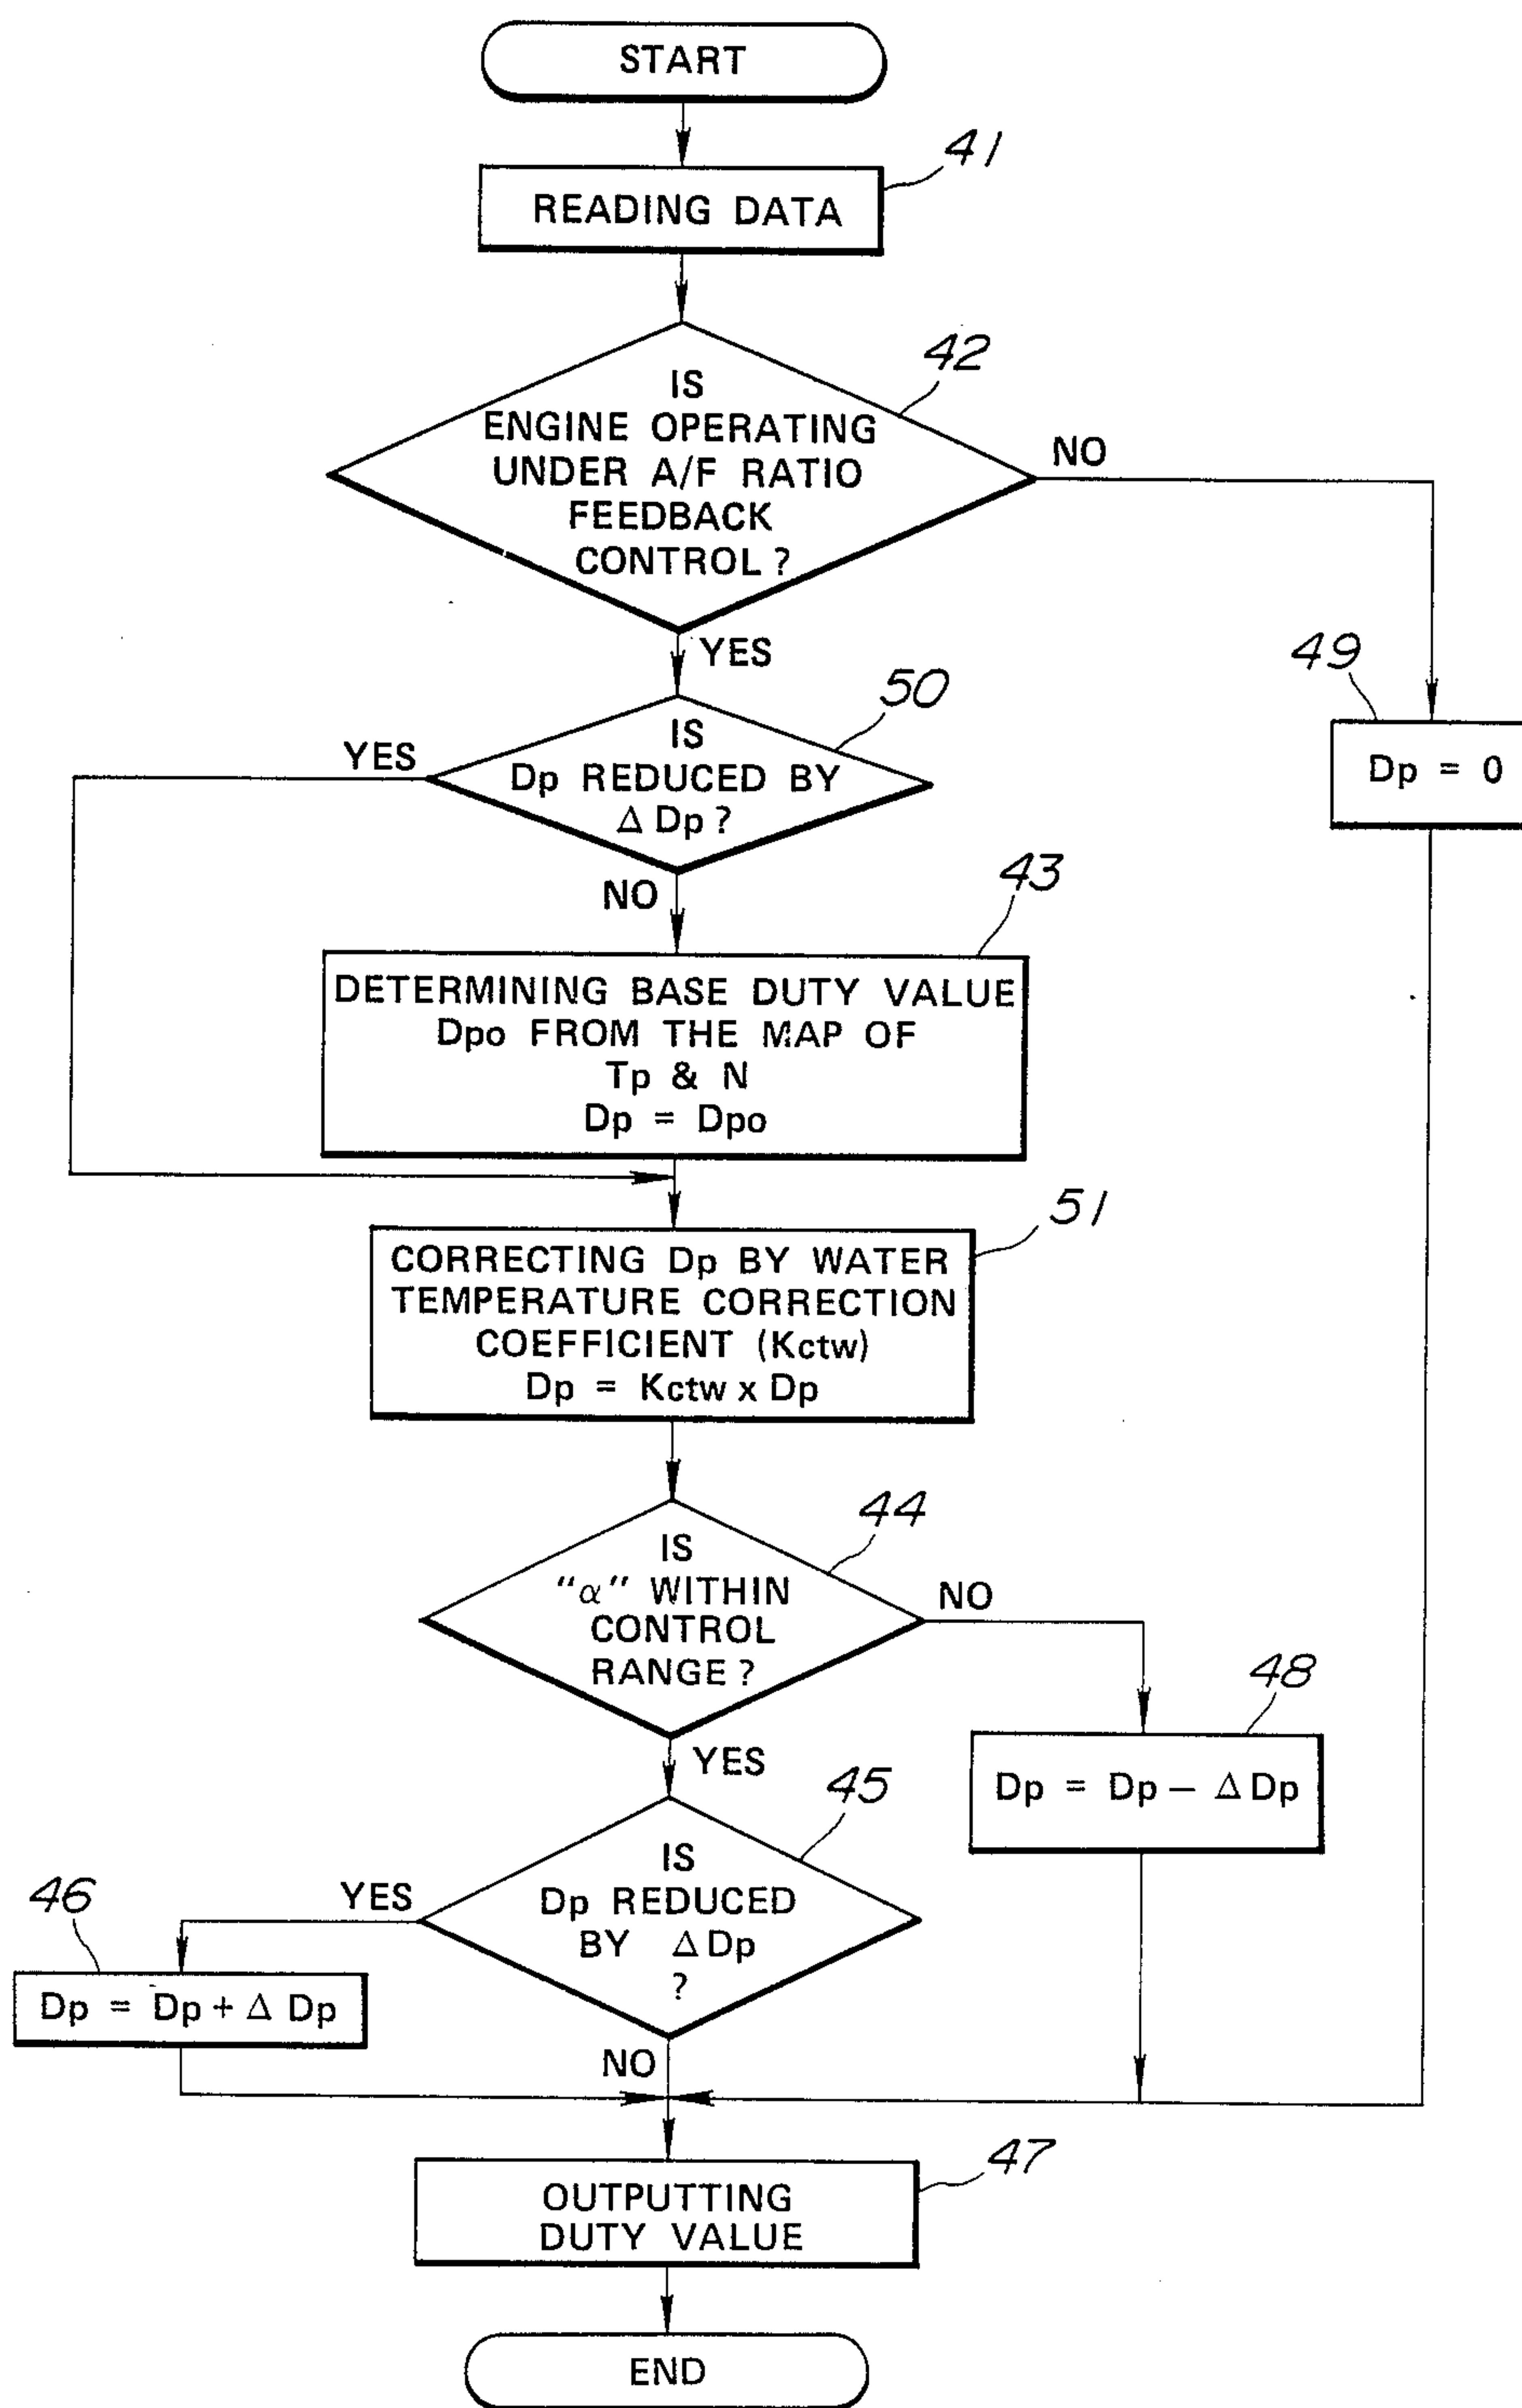 START
41
READING DATA
42
IS
ENGINE OPERATING
UNDER A/F RATIO
FEEDBACK
CONTROL?
NO
YES
49
Dp = 0
50
IS
Dp REDUCED BY
Δ Dp?
YES
NO
43
DETERMINING BASE DUTY VALUE
Dpo FROM THE MAP OF
Tp & N
Dp = Dpo
51
CORRECTING Dp BY WATER
TEMPERATURE CORRECTION
COEFFICIENT (Kctw)
Dp = Kctw x Dp
44
IS
"α" WITHIN
CONTROL
RANGE?
NO
YES
48
Dp = Dp − Δ Dp
45
IS
Dp REDUCED
BY Δ Dp
?
YES
46
Dp = Dp + Δ Dp
NO
47
OUTPUTTING
DUTY VALUE
END